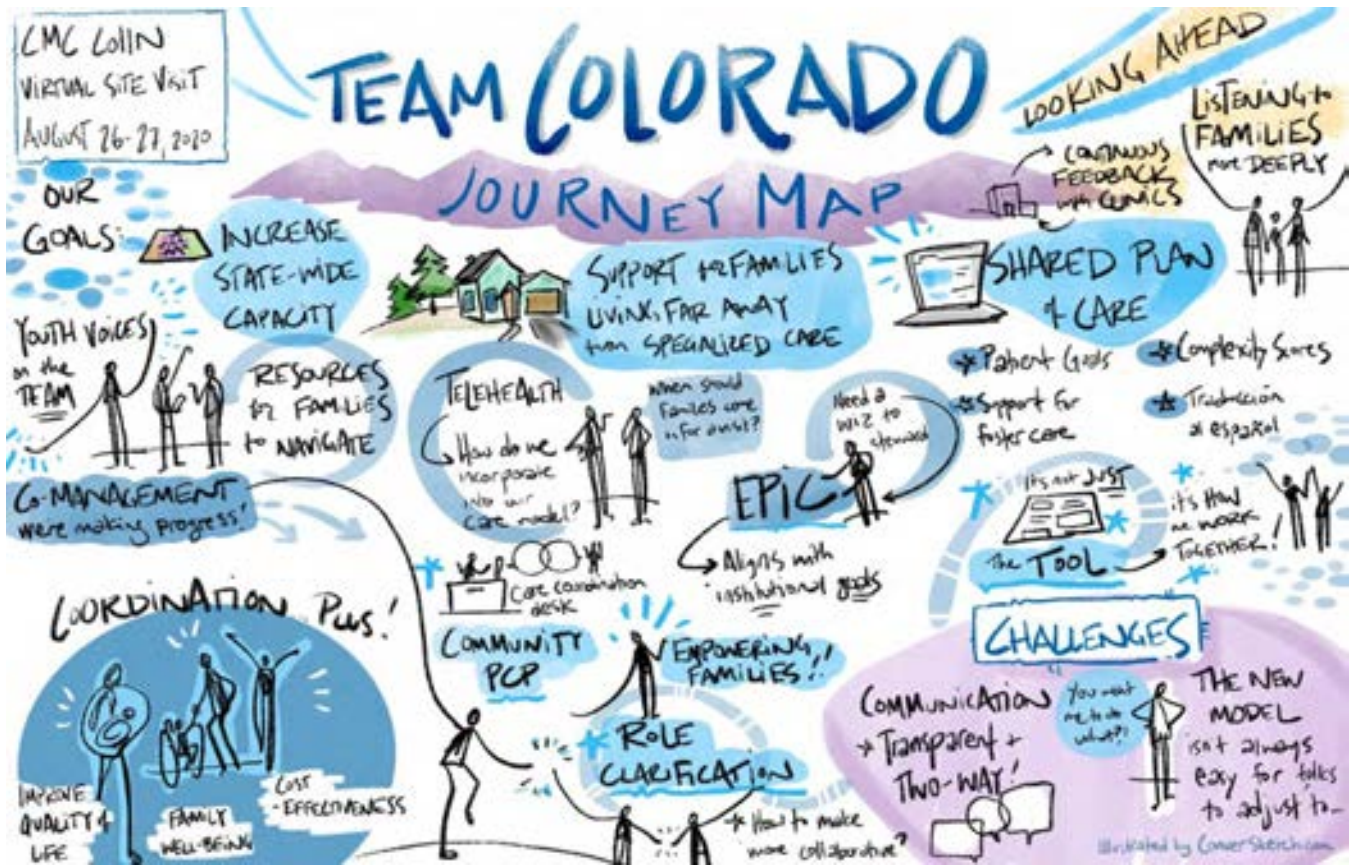 CMC CoIIN
VIRTUAL SITE VISIT
AUGUST 26-27, 2020
TEAM COLORADO
JOURNEY MAP
LOOKING AHEAD
CONTINUOUS
FEEDBACK
with CLINICS
LISTENING to
FAMILIES
more DEEPLY
OUR
GOALS:
INCREASE
STATE-WIDE
CAPACITY
SUPPORT for FAMILIES
LIVING FAR AWAY
from SPECIALIZED CARE
SHARED PLAN
of CARE
Patient Goals
Support for
foster care
Complexity Scores
Traducción
al español
YOUTH VOICES
on the
TEAM
RESOURCES
for FAMILIES
to NAVIGATE
TELEHEALTH
How do we
incorporate
into our
care model?
When should
families come
in for a visit?
Need a
wiz to
steward
EPIC
Aligns with
institutional goals
CO-MANAGEMENT
we're making progress!
it's not JUST
The TOOL
it's HOW
we WORK
TOGETHER!
COORDINATION Plus!
IMPROVE
QUALITY of
LIFE
FAMILY
WELL-BEING
COST
-EFFECTIVENESS
Care coordination
desk
COMMUNITY
PCP
EMPOWERING
FAMILIES!!
ROLE
CLARIFICATION
How to make
more collaborative?
CHALLENGES
COMMUNICATION
Transparent +
TWO-WAY!
You want
me to do
what?!
THE NEW
MODEL
isn't always
easy for folks
to adjust to...
illustrated by ConverSketch.com